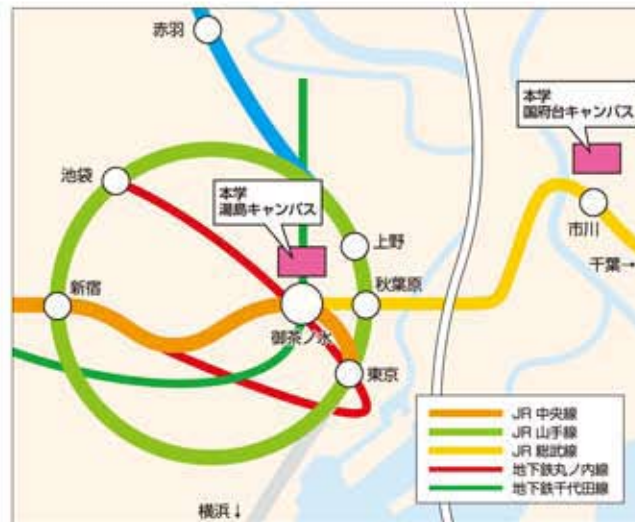 赤羽
本学
国府台キャンパス
池袋
本学
湯島キャンパス
上野
市川
千葉→
新宿
秋葉原
御茶ノ水
東京
JR 中央線
JR 山手線
JR 総武線
地下鉄丸ノ内線
地下鉄千代田線
横浜↓